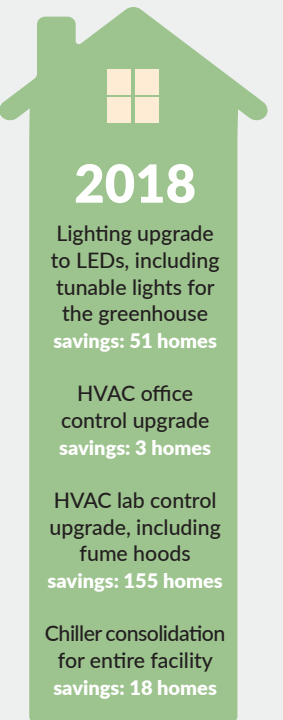 2018
Lighting upgrade
to LEDs, including
tunable lights for
the greenhouse
savings: 51 homes
HVAC office
control upgrade
savings: 3 homes
HVAC lab control
upgrade, including
fume hoods
savings: 155 homes
Chiller consolidation
for entire facility
savings: 18 homes